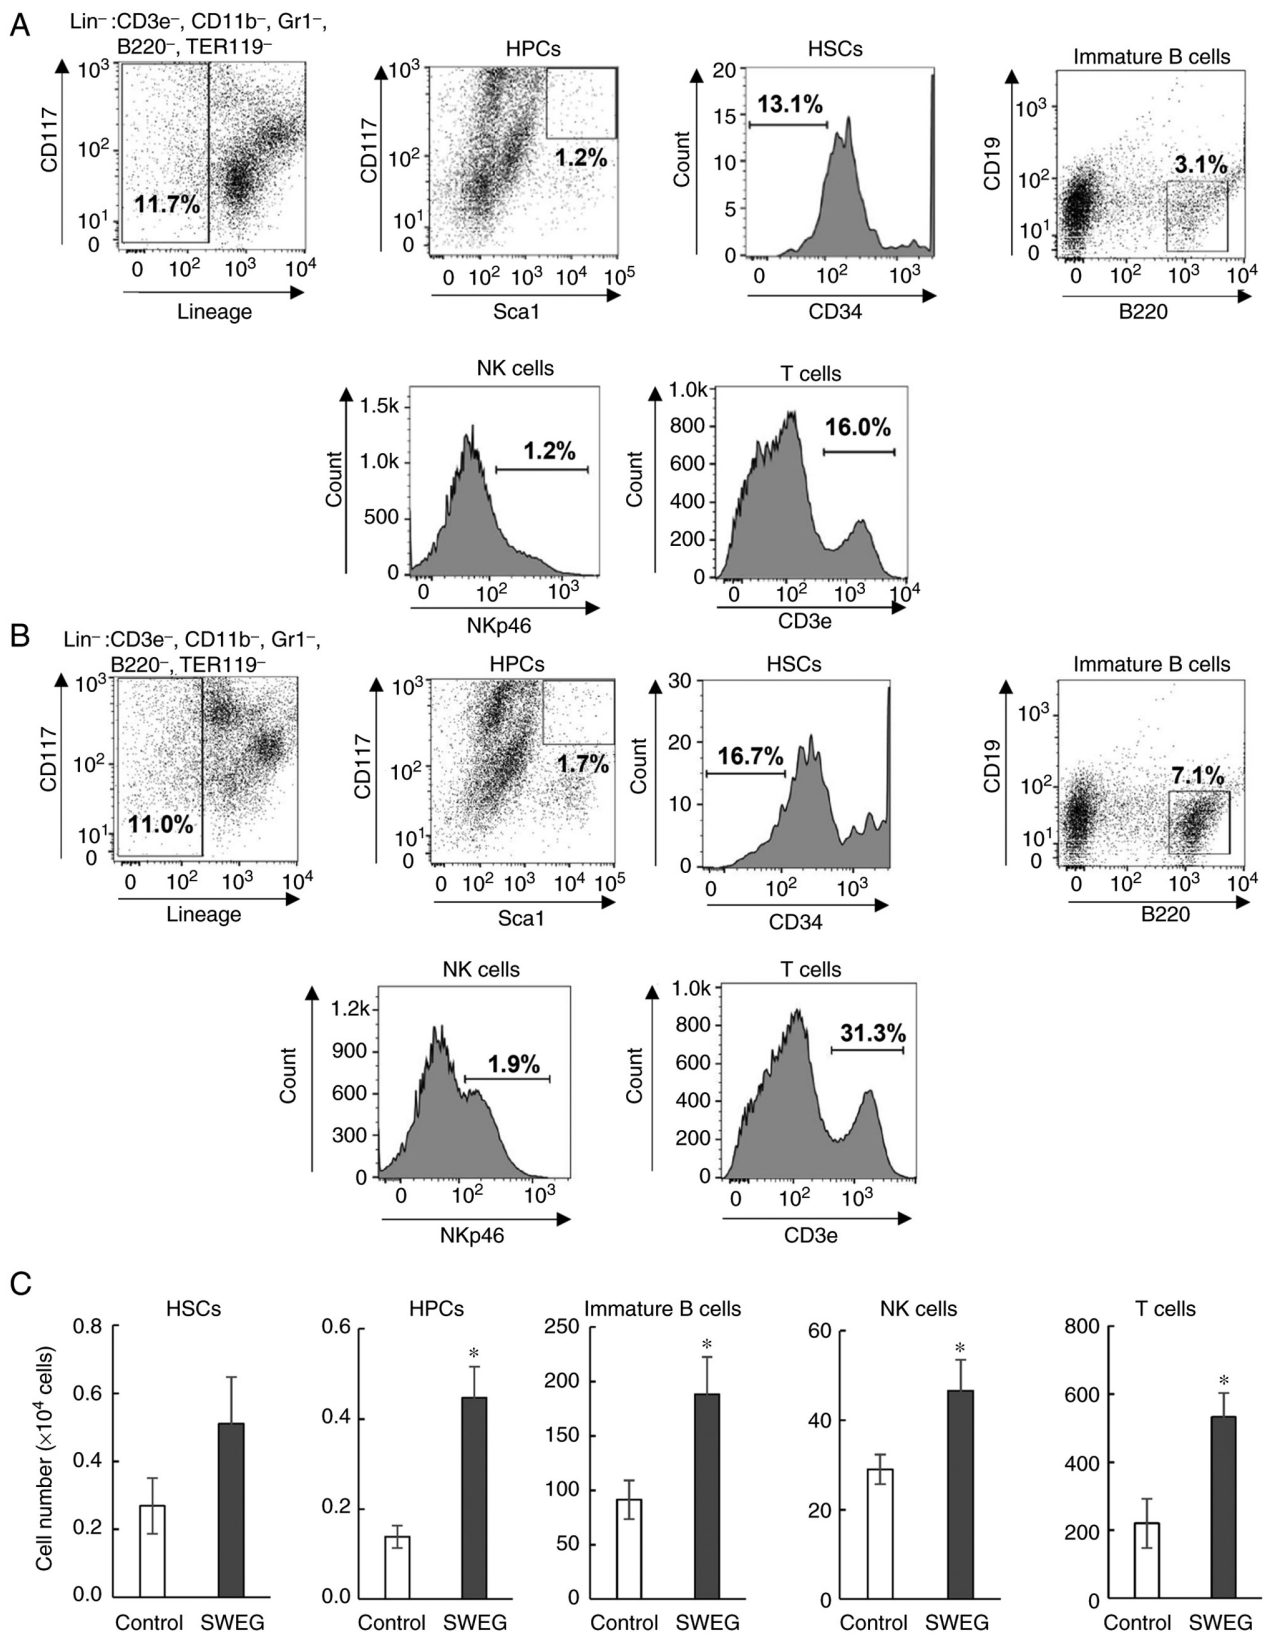 A
Lin⁻ :CD3e⁻, CD11b⁻, Gr1⁻,
B220⁻, TER119⁻
CD117
10³
10²
10¹
0
11.7%
0 10² 10³ 10⁴
Lineage
HPCs
CD117
10³
10²
10¹
0
1.2%
0 10² 10³ 10⁴ 10⁵
Sca1
HSCs
Count
20
15
10
5
0
13.1%
0 10² 10³
CD34
Immature B cells
CD19
10³
10²
10¹
0
3.1%
0 10² 10³ 10⁴
B220
NK cells
Count
1.5k
1.0k
500
0
1.2%
0 10² 10³
NKp46
T cells
Count
1.0k
800
600
400
200
0
16.0%
0 10² 10³ 10⁴
CD3e
B
Lin⁻ :CD3e⁻, CD11b⁻, Gr1⁻,
B220⁻, TER119⁻
CD117
10³
10²
10¹
0
11.0%
0 10² 10³ 10⁴
Lineage
HPCs
CD117
10³
10²
10¹
0
1.7%
0 10² 10³ 10⁴ 10⁵
Sca1
HSCs
Count
30
20
10
0
16.7%
0 10² 10³
CD34
Immature B cells
CD19
10³
10²
10¹
0
7.1%
0 10² 10³ 10⁴
B220
NK cells
Count
1.2k
900
600
300
0
1.9%
0 10² 10³
NKp46
T cells
Count
1.0k
800
600
400
200
0
31.3%
0 10² 10³
CD3e
C
Cell number (×10⁴ cells)
HSCs
0.8
0.6
0.4
0.2
0.0
Control SWEG
HPCs
0.6
0.4
0.2
0.0
*
Control SWEG
Immature B cells
250
200
150
100
50
0
*
Control SWEG
NK cells
60
40
20
0
*
Control SWEG
T cells
800
600
400
200
0
*
Control SWEG